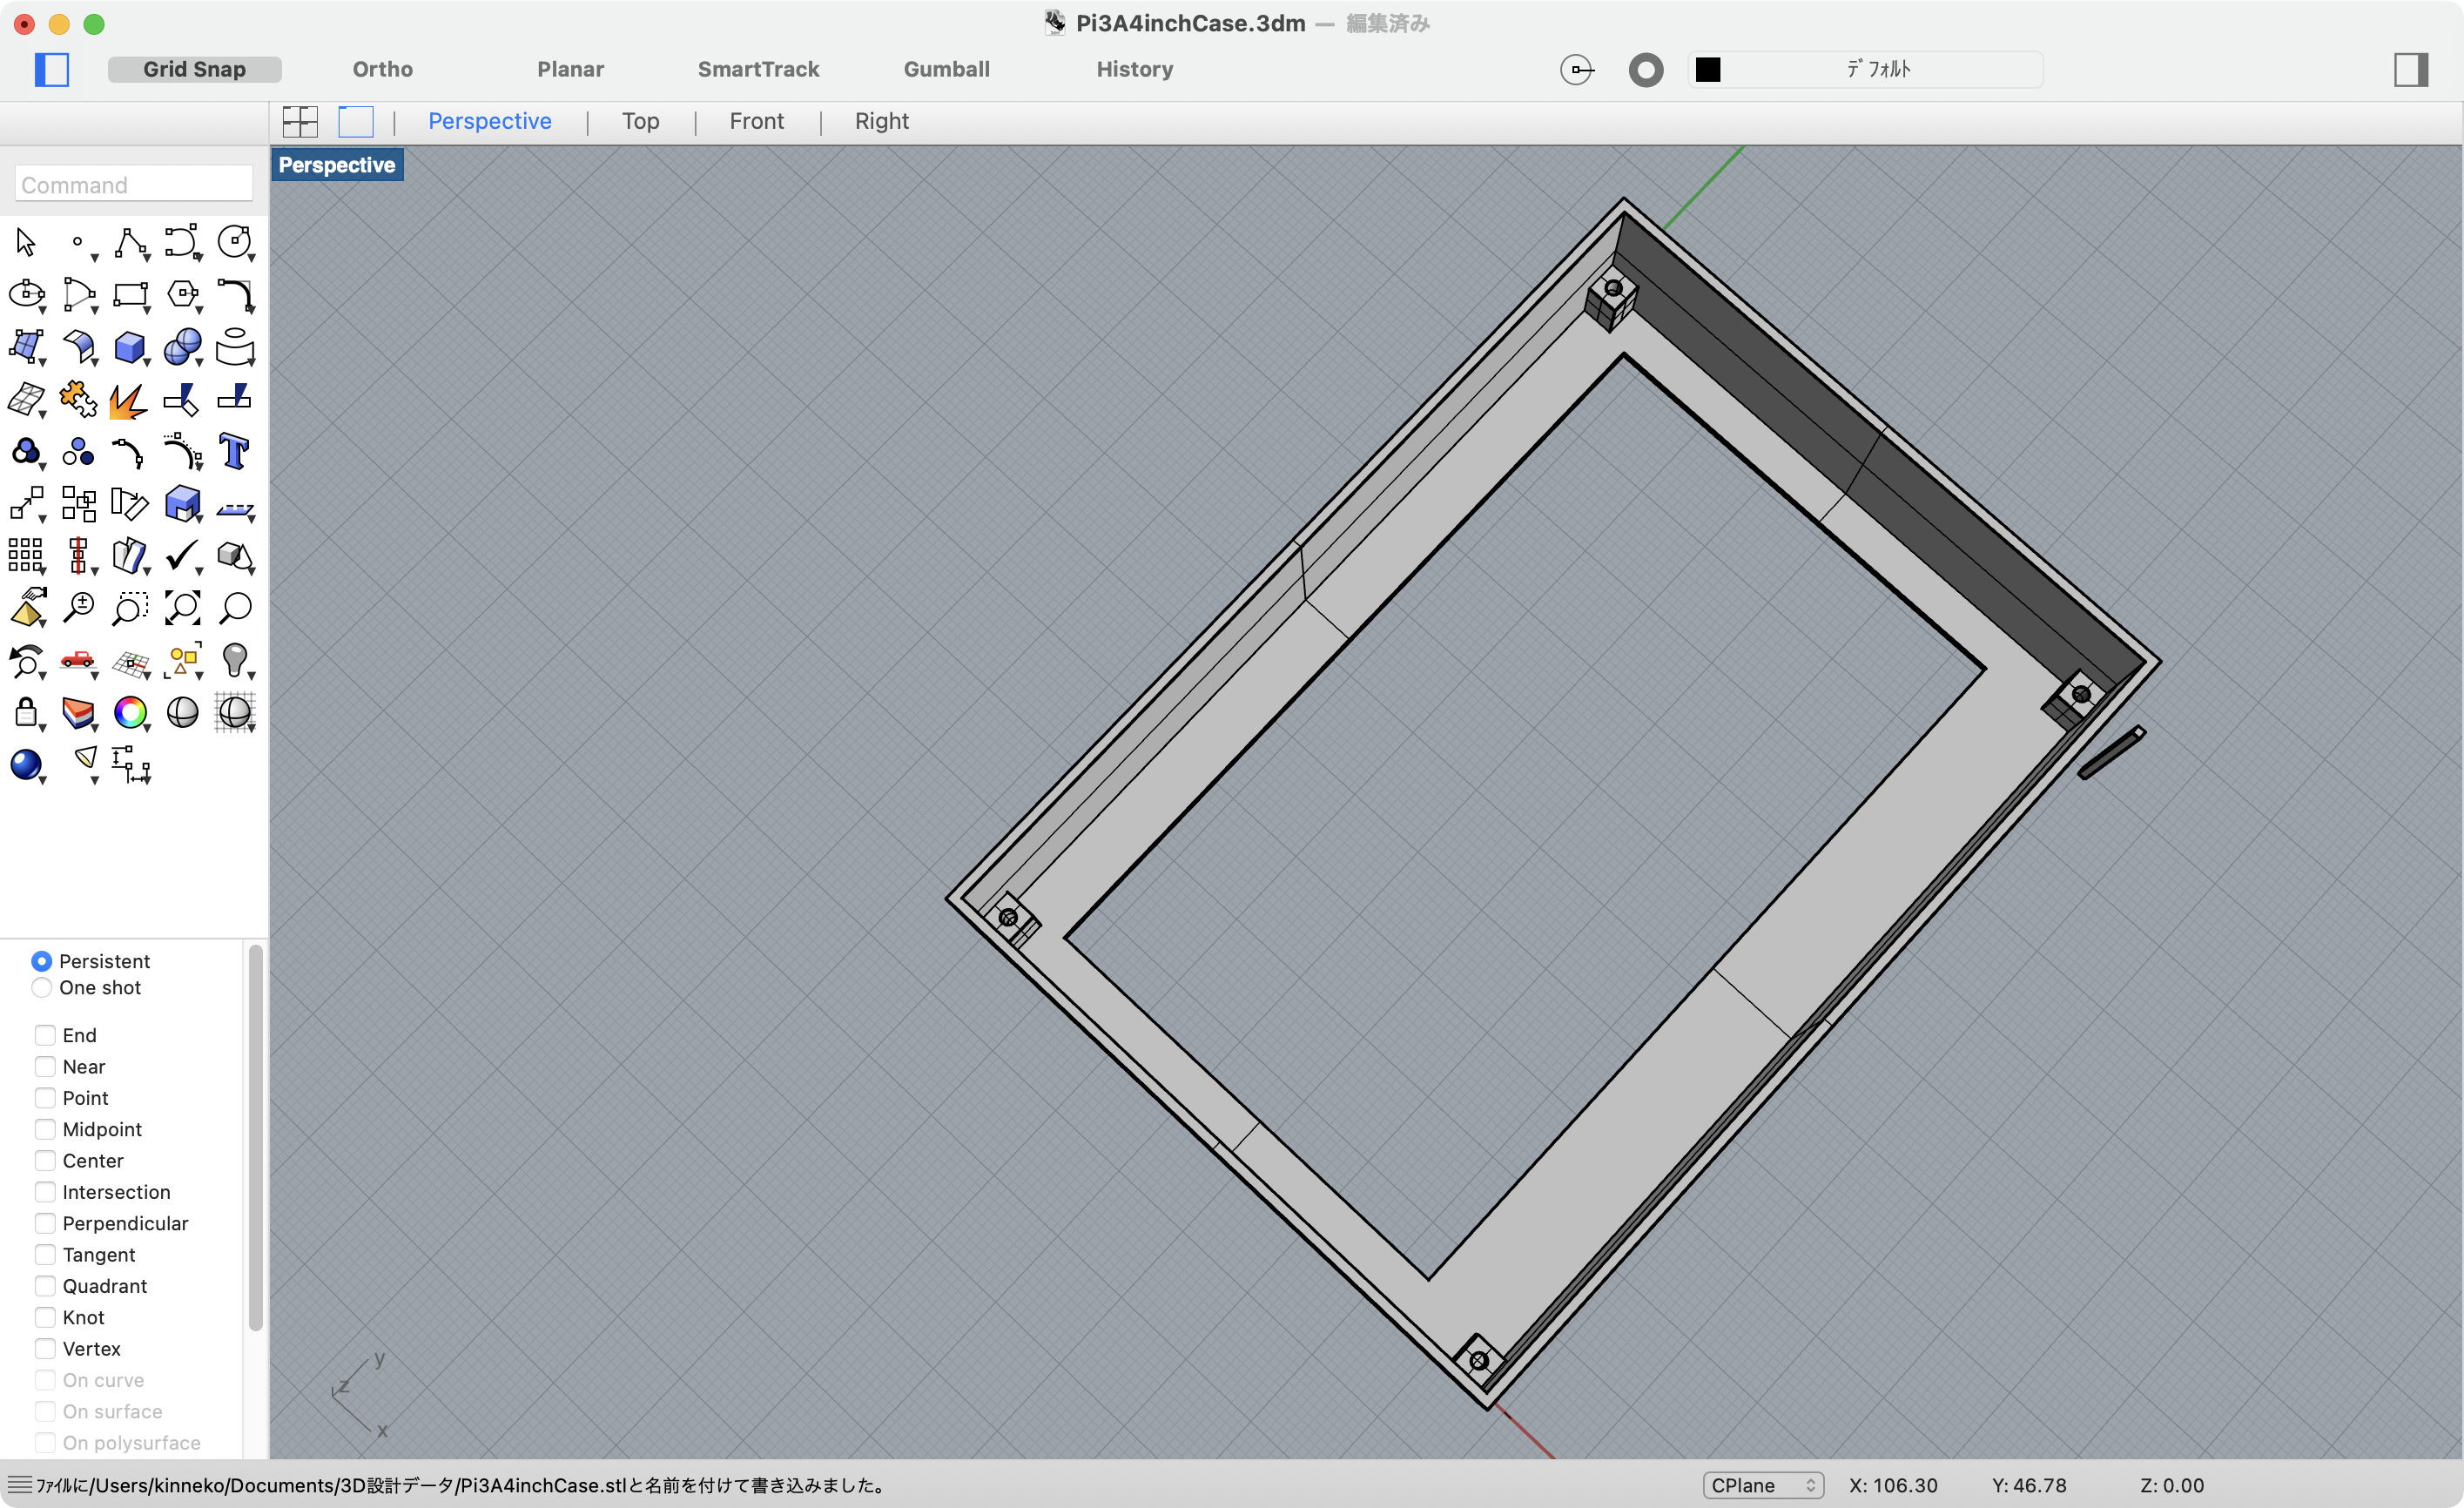 Pi3A4inchCase.3dm — 編集済み
Grid Snap Ortho Planar SmartTrack Gumball History デフォルト
Perspective Top Front Right
Perspective
Command
Persistent
One shot
End
Near
Point
Midpoint
Center
Intersection
Perpendicular
Tangent
Quadrant
Knot
Vertex
On curve
On surface
On polysurface
y
z
x
ファイルに/Users/kinneko/Documents/3D設計データ/Pi3A4inchCase.stlと名前を付けて書き込みました。
CPlane X: 106.30 Y: 46.78 Z: 0.00